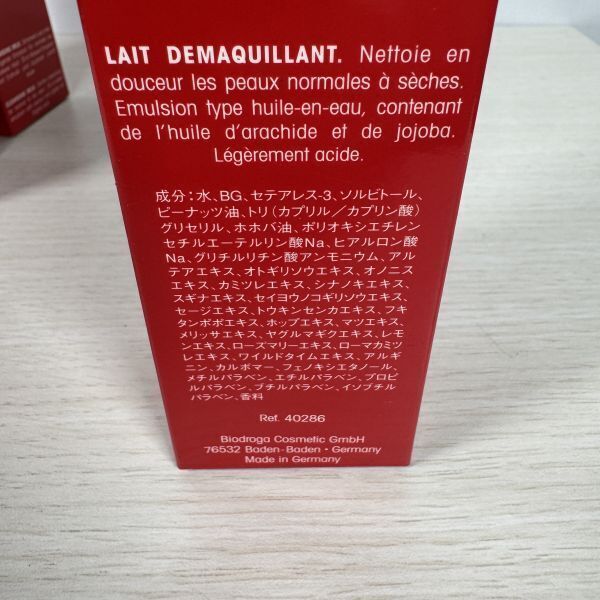 LAIT DEMAQUILLANT. Nettoie en
douceur les peaux normales à sèches.
Emulsion type huile-en-eau, contenant
de l'huile d'arachide et de jojoba.
Légèrement acide.
成分：水、BG、セテアレス-3、ソルビトール、
ピーナッツ油、トリ（カプリル／カプリン酸）
グリセリル、ホホバ油、ポリオキシエチレン
セチルエーテルリン酸Na、ヒアルロン酸
Na、グリチルリチン酸アンモニウム、アル
テアエキス、オトギリソウエキス、オノニス
エキス、カミツレエキス、シナノキエキス、
スギナエキス、セイヨウノコギリソウエキス、
セージエキス、トウキンセンカエキス、フキ
タンポポエキス、ホップエキス、マツエキス、
メリッサエキス、ヤグルマギクエキス、レモ
ンエキス、ローズマリーエキス、ローマカミツ
レエキス、ワイルドタイムエキス、アルギ
ニン、カルボマー、フェノキシエタノール、
メチルパラベン、エチルパラベン、プロピ
ルパラベン、ブチルパラベン、イソブチル
パラベン、香料
Ref. 40286
Biodroga Cosmetic GmbH
76532 Baden-Baden • Germany
Made in Germany